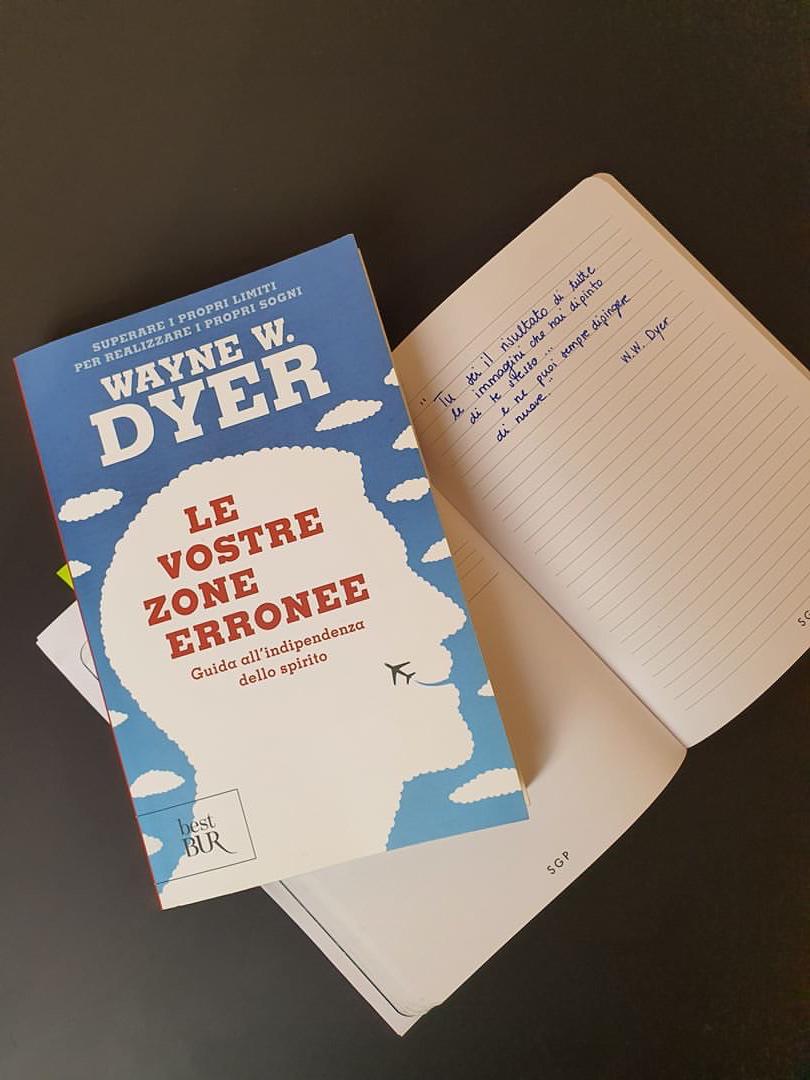 SUPERARE I PROPRI LIMITI
PER REALIZZARE I PROPRI SOGNI
WAYNE W.
DYER
LE
VOSTRE
ZONE
ERRONEE
Guida all'indipendenza
dello spirito
best
BUR
"Tu sei il risultato di tutte
le immagini che hai dipinto
di te stesso ...
e ne puoi sempre dipingere
di nuove."
W.W. Dyer
SGP
SG